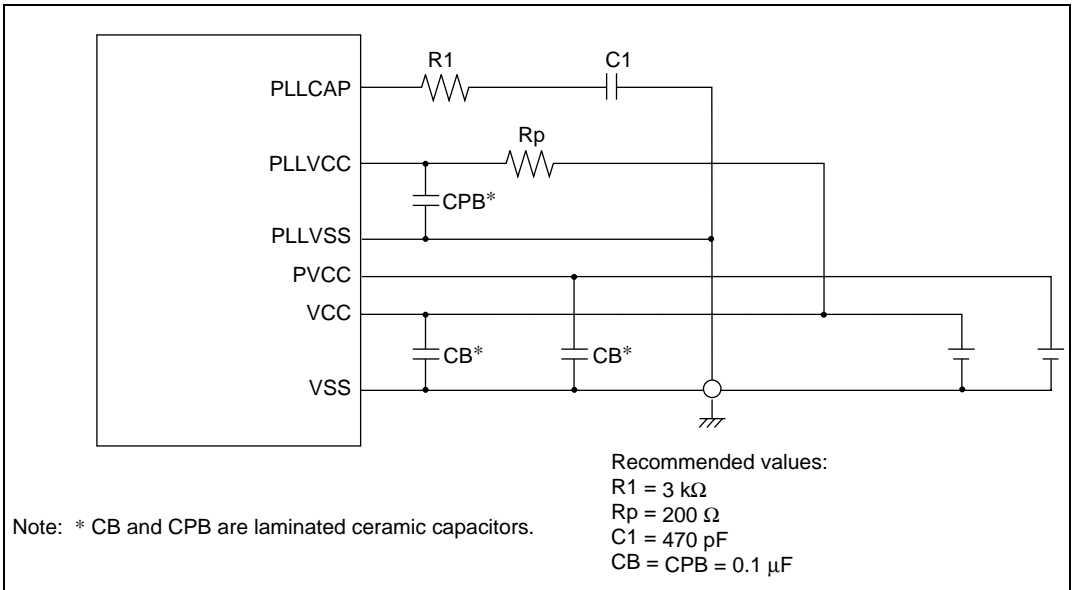 R1
C1
PLLCAP
Rp
PLLVCC
CPB*
PLLVSS
PVCC
VCC
CB*
CB*
VSS
Recommended values:
R1 = 3 kΩ
Rp = 200 Ω
C1 = 470 pF
CB = CPB = 0.1 μF
Note: * CB and CPB are laminated ceramic capacitors.